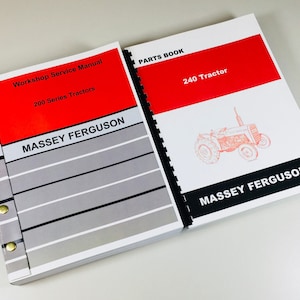 Workshop Service Manual
200 Series Tractors
MASSEY FERGUSON
PARTS BOOK
240 Tractor
MASSEY FERGUSON